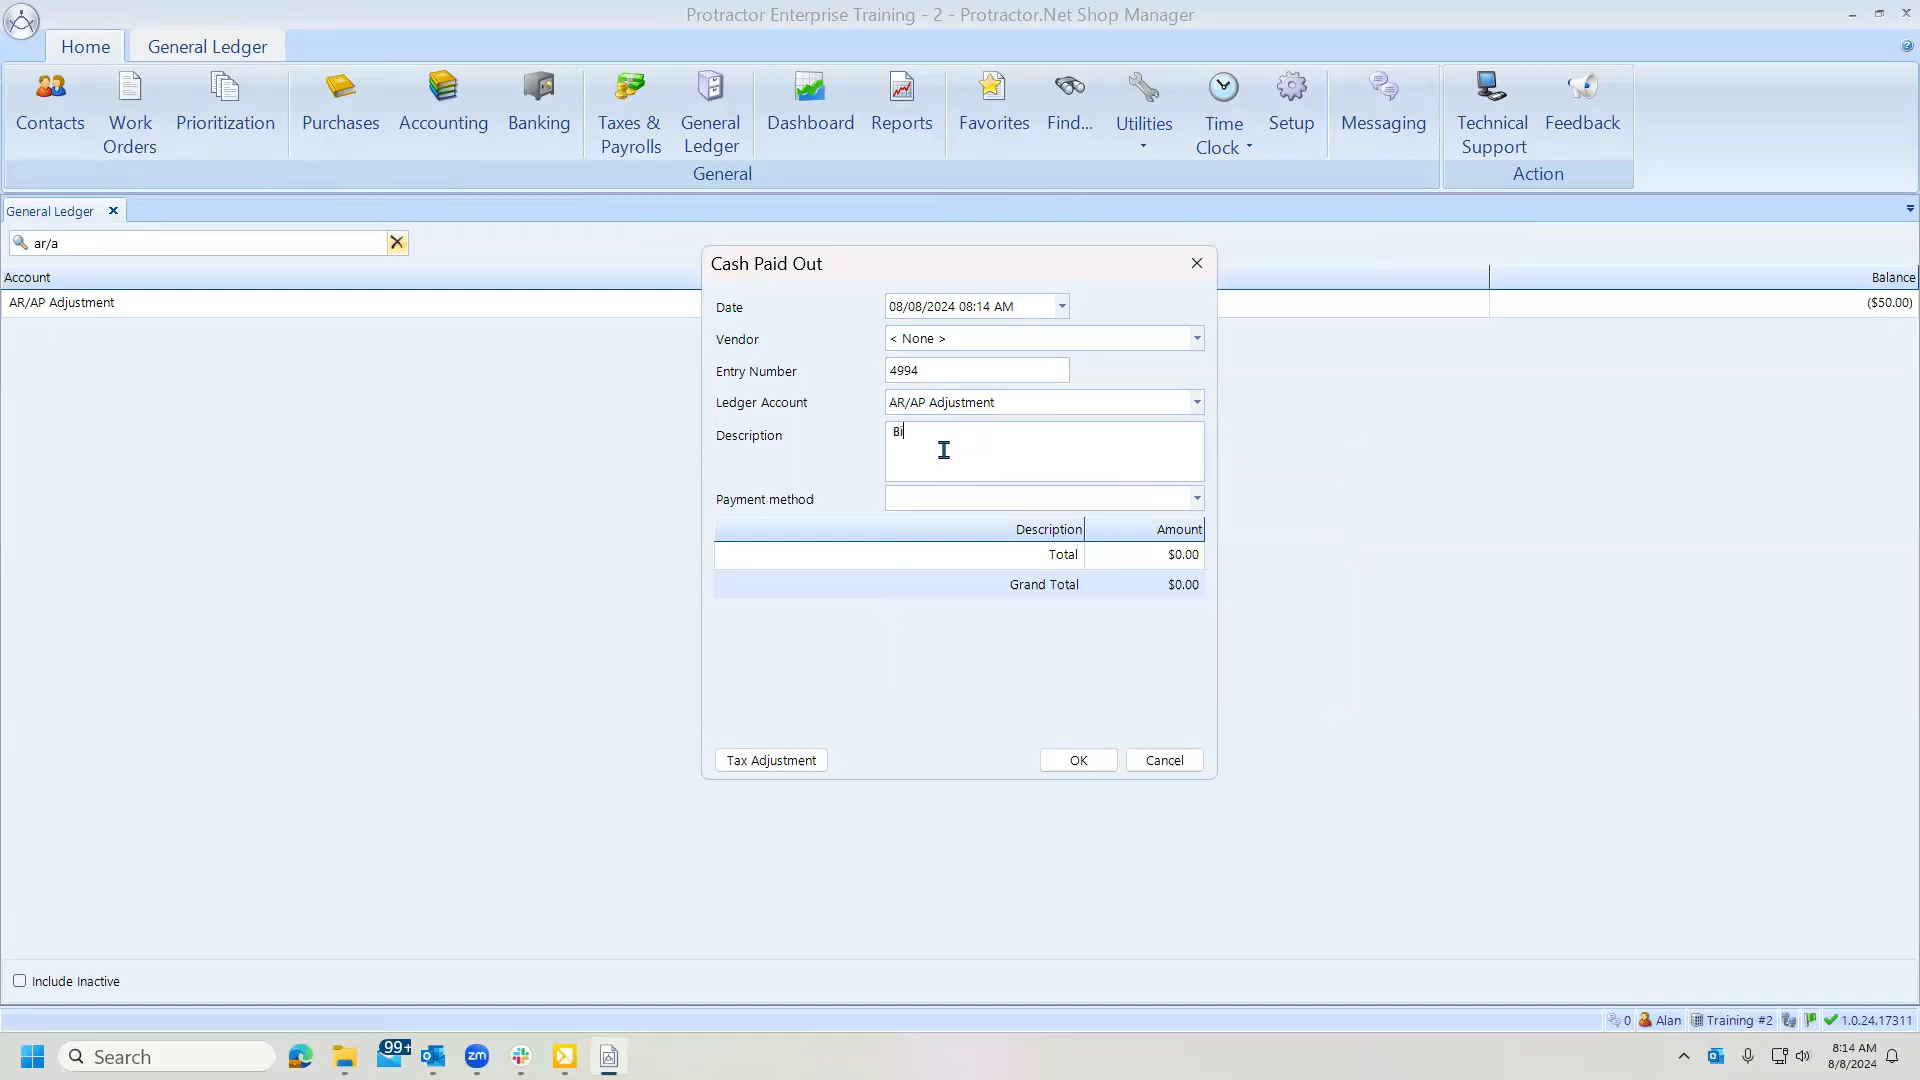 Protractor Enterprise Training - 2 - Protractor.Net Shop Manager
Home
General Ledger
Contacts
Work
Orders
Prioritization
Purchases
Accounting
Banking
Taxes &
Payrolls
General
Ledger
Dashboard
Reports
Favorites
Find...
Utilities
Time
Clock
Setup
Messaging
Technical
Support
Feedback
General
Action
General Ledger
ar/a
Account
Balance
AR/AP Adjustment
($50.00)
Cash Paid Out
Date
08/08/2024 08:14 AM
Vendor
< None >
Entry Number
4994
Ledger Account
AR/AP Adjustment
Description
Bi
Payment method
Description
Amount
Total
$0.00
Grand Total
$0.00
Tax Adjustment
OK
Cancel
Include Inactive
0
Alan
Training #2
1.0.24.17311
Search
99+
zm
8:14 AM
8/8/2024